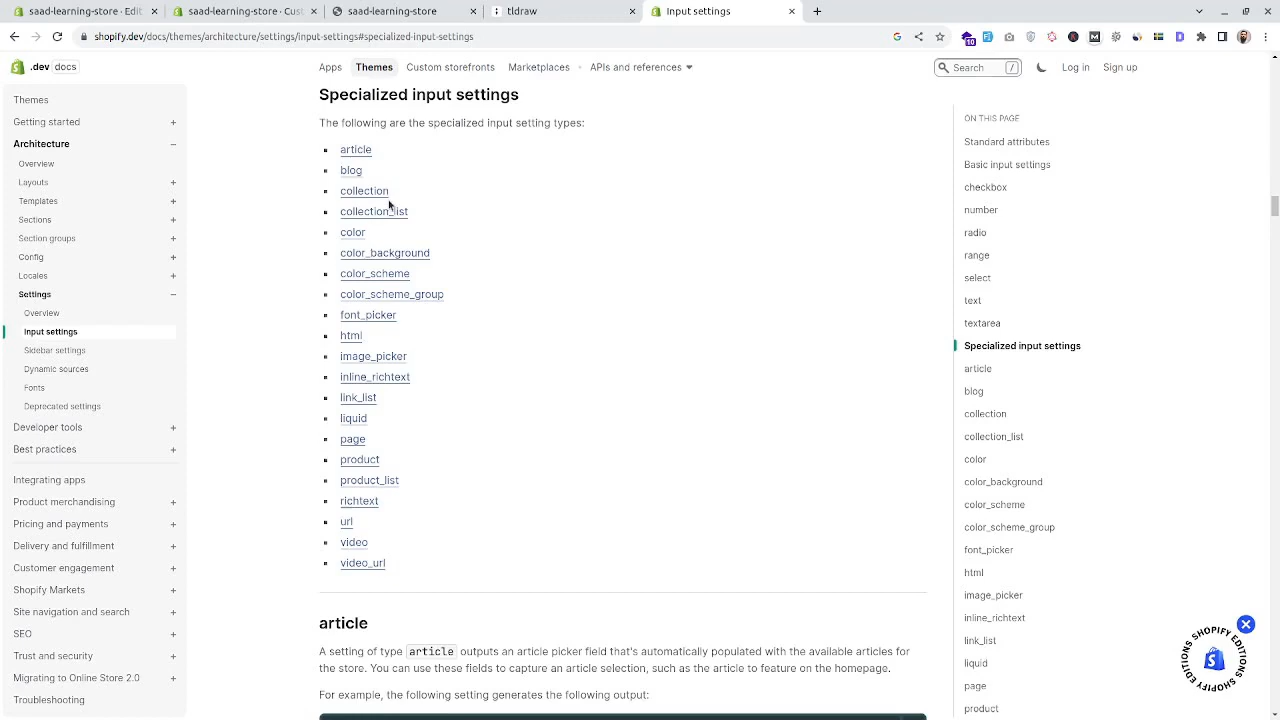 saad-learning-store · Edit
saad-learning-store · Cust
saad-learning-store
tldraw
Input settings
shopify.dev/docs/themes/architecture/settings/input-settings#specialized-input-settings
10
.dev docs
Apps
Themes
Custom storefronts
Marketplaces
APIs and references
Search /
Log in
Sign up
Themes
Getting started +
Architecture −
Overview
Layouts +
Templates +
Sections +
Section groups +
Config +
Locales +
Settings −
Overview
Input settings
Sidebar settings
Dynamic sources
Fonts
Deprecated settings
Developer tools +
Best practices +
Integrating apps
Product merchandising +
Pricing and payments +
Delivery and fulfillment +
Customer engagement +
Shopify Markets +
Site navigation and search +
SEO +
Trust and security +
Migrating to Online Store 2.0 +
Troubleshooting
Specialized input settings
The following are the specialized input setting types:
article
blog
collection
collection_list
color
color_background
color_scheme
color_scheme_group
font_picker
html
image_picker
inline_richtext
link_list
liquid
page
product
product_list
richtext
url
video
video_url
article
A setting of type article outputs an article picker field that's automatically populated with the available articles for
the store. You can use these fields to capture an article selection, such as the article to feature on the homepage.
For example, the following setting generates the following output:
ON THIS PAGE
Standard attributes
Basic input settings
checkbox
number
radio
range
select
text
textarea
Specialized input settings
article
blog
collection
collection_list
color
color_background
color_scheme
color_scheme_group
font_picker
html
image_picker
inline_richtext
link_list
liquid
page
product
SHOPIFY EDITIONS SHOPIFY EDITIONS